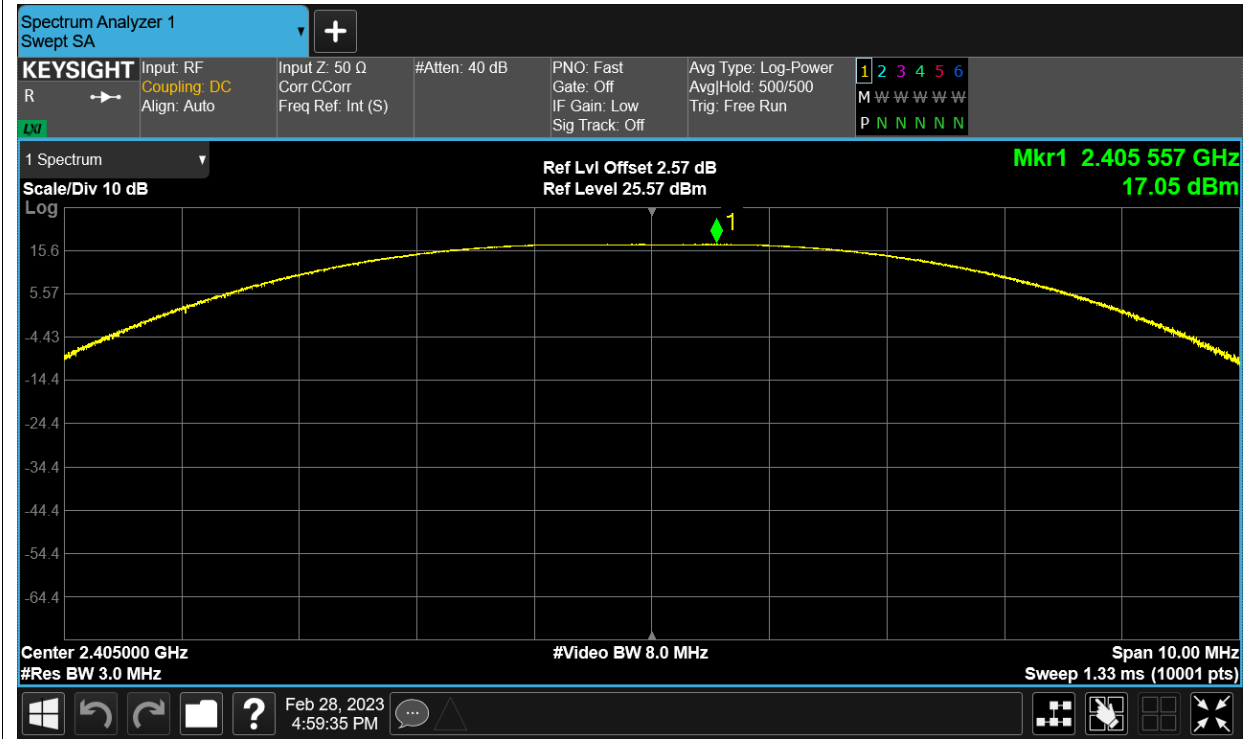 Spectrum Analyzer 1
Swept SA
KEYSIGHT
R
LXI
Input: RF
Coupling: DC
Align: Auto
Input Z: 50 Ω
Corr CCorr
Freq Ref: Int (S)
#Atten: 40 dB
PNO: Fast
Gate: Off
IF Gain: Low
Sig Track: Off
Avg Type: Log-Power
Avg|Hold: 500/500
Trig: Free Run
1 2 3 4 5 6
M W W W W W
P N N N N N
1 Spectrum
Scale/Div 10 dB
Ref Lvl Offset 2.57 dB
Ref Level 25.57 dBm
Mkr1 2.405 557 GHz
17.05 dBm
Log
1
15.6
5.57
-4.43
-14.4
-24.4
-34.4
-44.4
-54.4
-64.4
Center 2.405000 GHz
#Video BW 8.0 MHz
Span 10.00 MHz
#Res BW 3.0 MHz
Sweep 1.33 ms (10001 pts)
?
Feb 28, 2023
4:59:35 PM